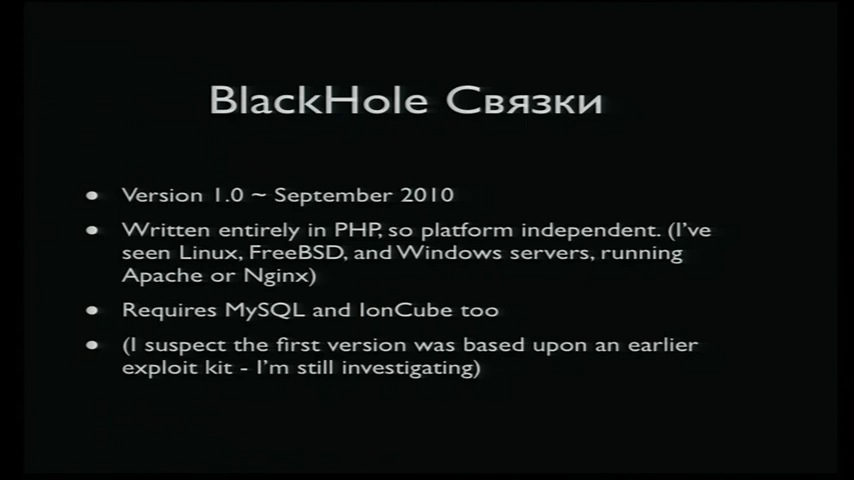 BlackHole Связки
• Version 1.0 ~ September 2010
• Written entirely in PHP, so platform independent. (I've
seen Linux, FreeBSD, and Windows servers, running
Apache or Nginx)
• Requires MySQL and IonCube too
• (I suspect the first version was based upon an earlier
exploit kit - I'm still investigating)